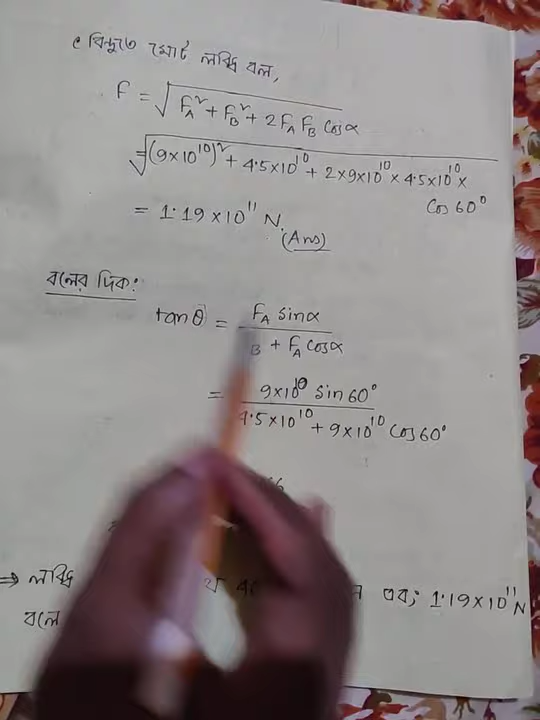 c বিন্দুতে মোট লব্ধি বল,
F = √(F_A² + F_B² + 2F_A F_B Cosα)
= √((9×10¹⁰)² + 4.5×10¹⁰ + 2×9×10¹⁰×4.5×10¹⁰×
Cos 60°
= 1.19×10¹¹ N.
(Ans)
বলের দিক:
tanθ = F_A sinα
B + F_A cosα
= 9×10¹⁰ sin 60°
4.5×10¹⁰ + 9×10¹⁰ Cos60°
⇒ লব্ধি এবং 1.19×10¹¹ N
বলে